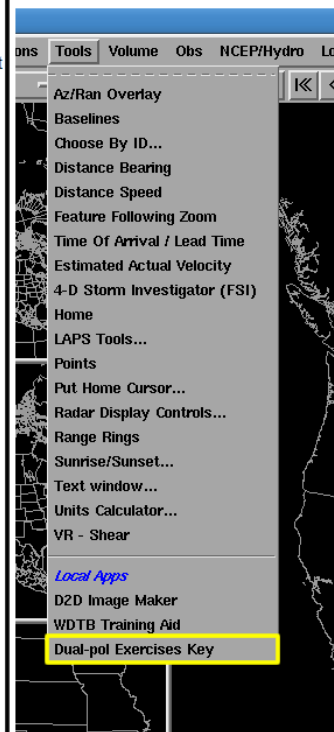 ons Tools Volume Obs NCEP/Hydro Lo
t
Az/Ran Overlay
Baselines
Choose By ID...
Distance Bearing
Distance Speed
Feature Following Zoom
Time Of Arrival / Lead Time
Estimated Actual Velocity
4-D Storm Investigator (FSI)
Home
LAPS Tools...
Points
Put Home Cursor...
Radar Display Controls...
Range Rings
Sunrise/Sunset...
Text window...
Units Calculator...
VR - Shear
Local Apps
D2D Image Maker
WDTB Training Aid
Dual-pol Exercises Key